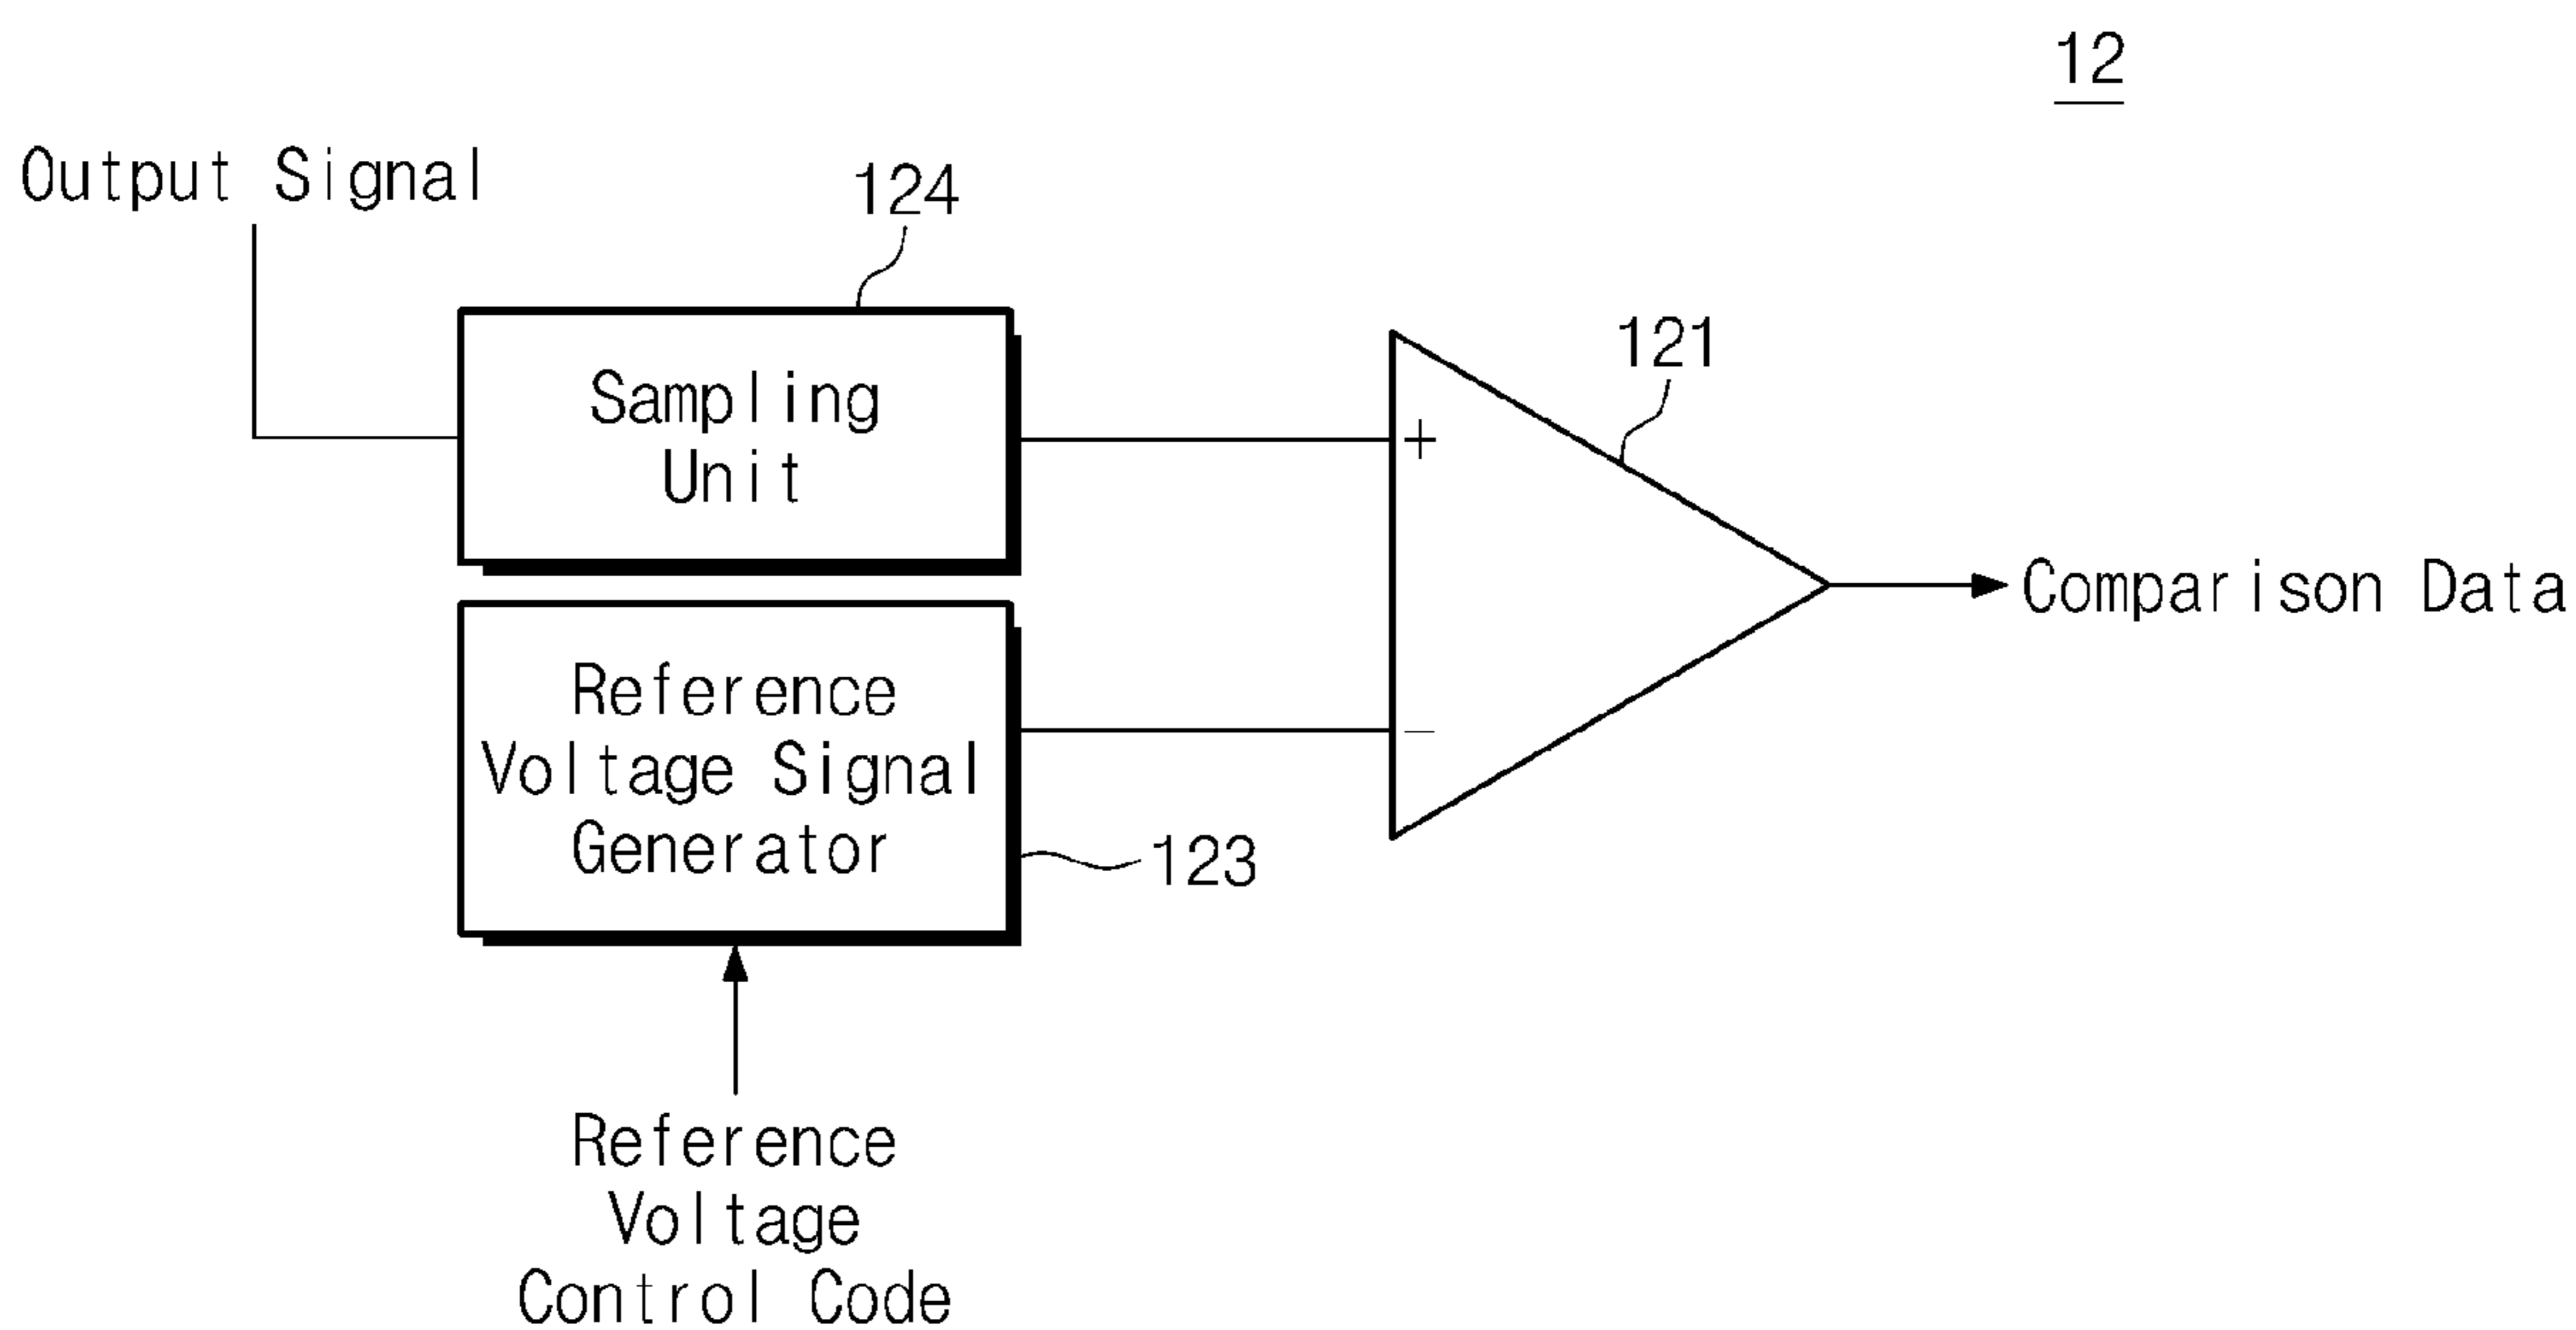 12
Output Signal
124
Sampling
Unit
121
+
Comparison Data
Reference
Voltage Signal
Generator
−
123
Reference
Voltage
Control Code